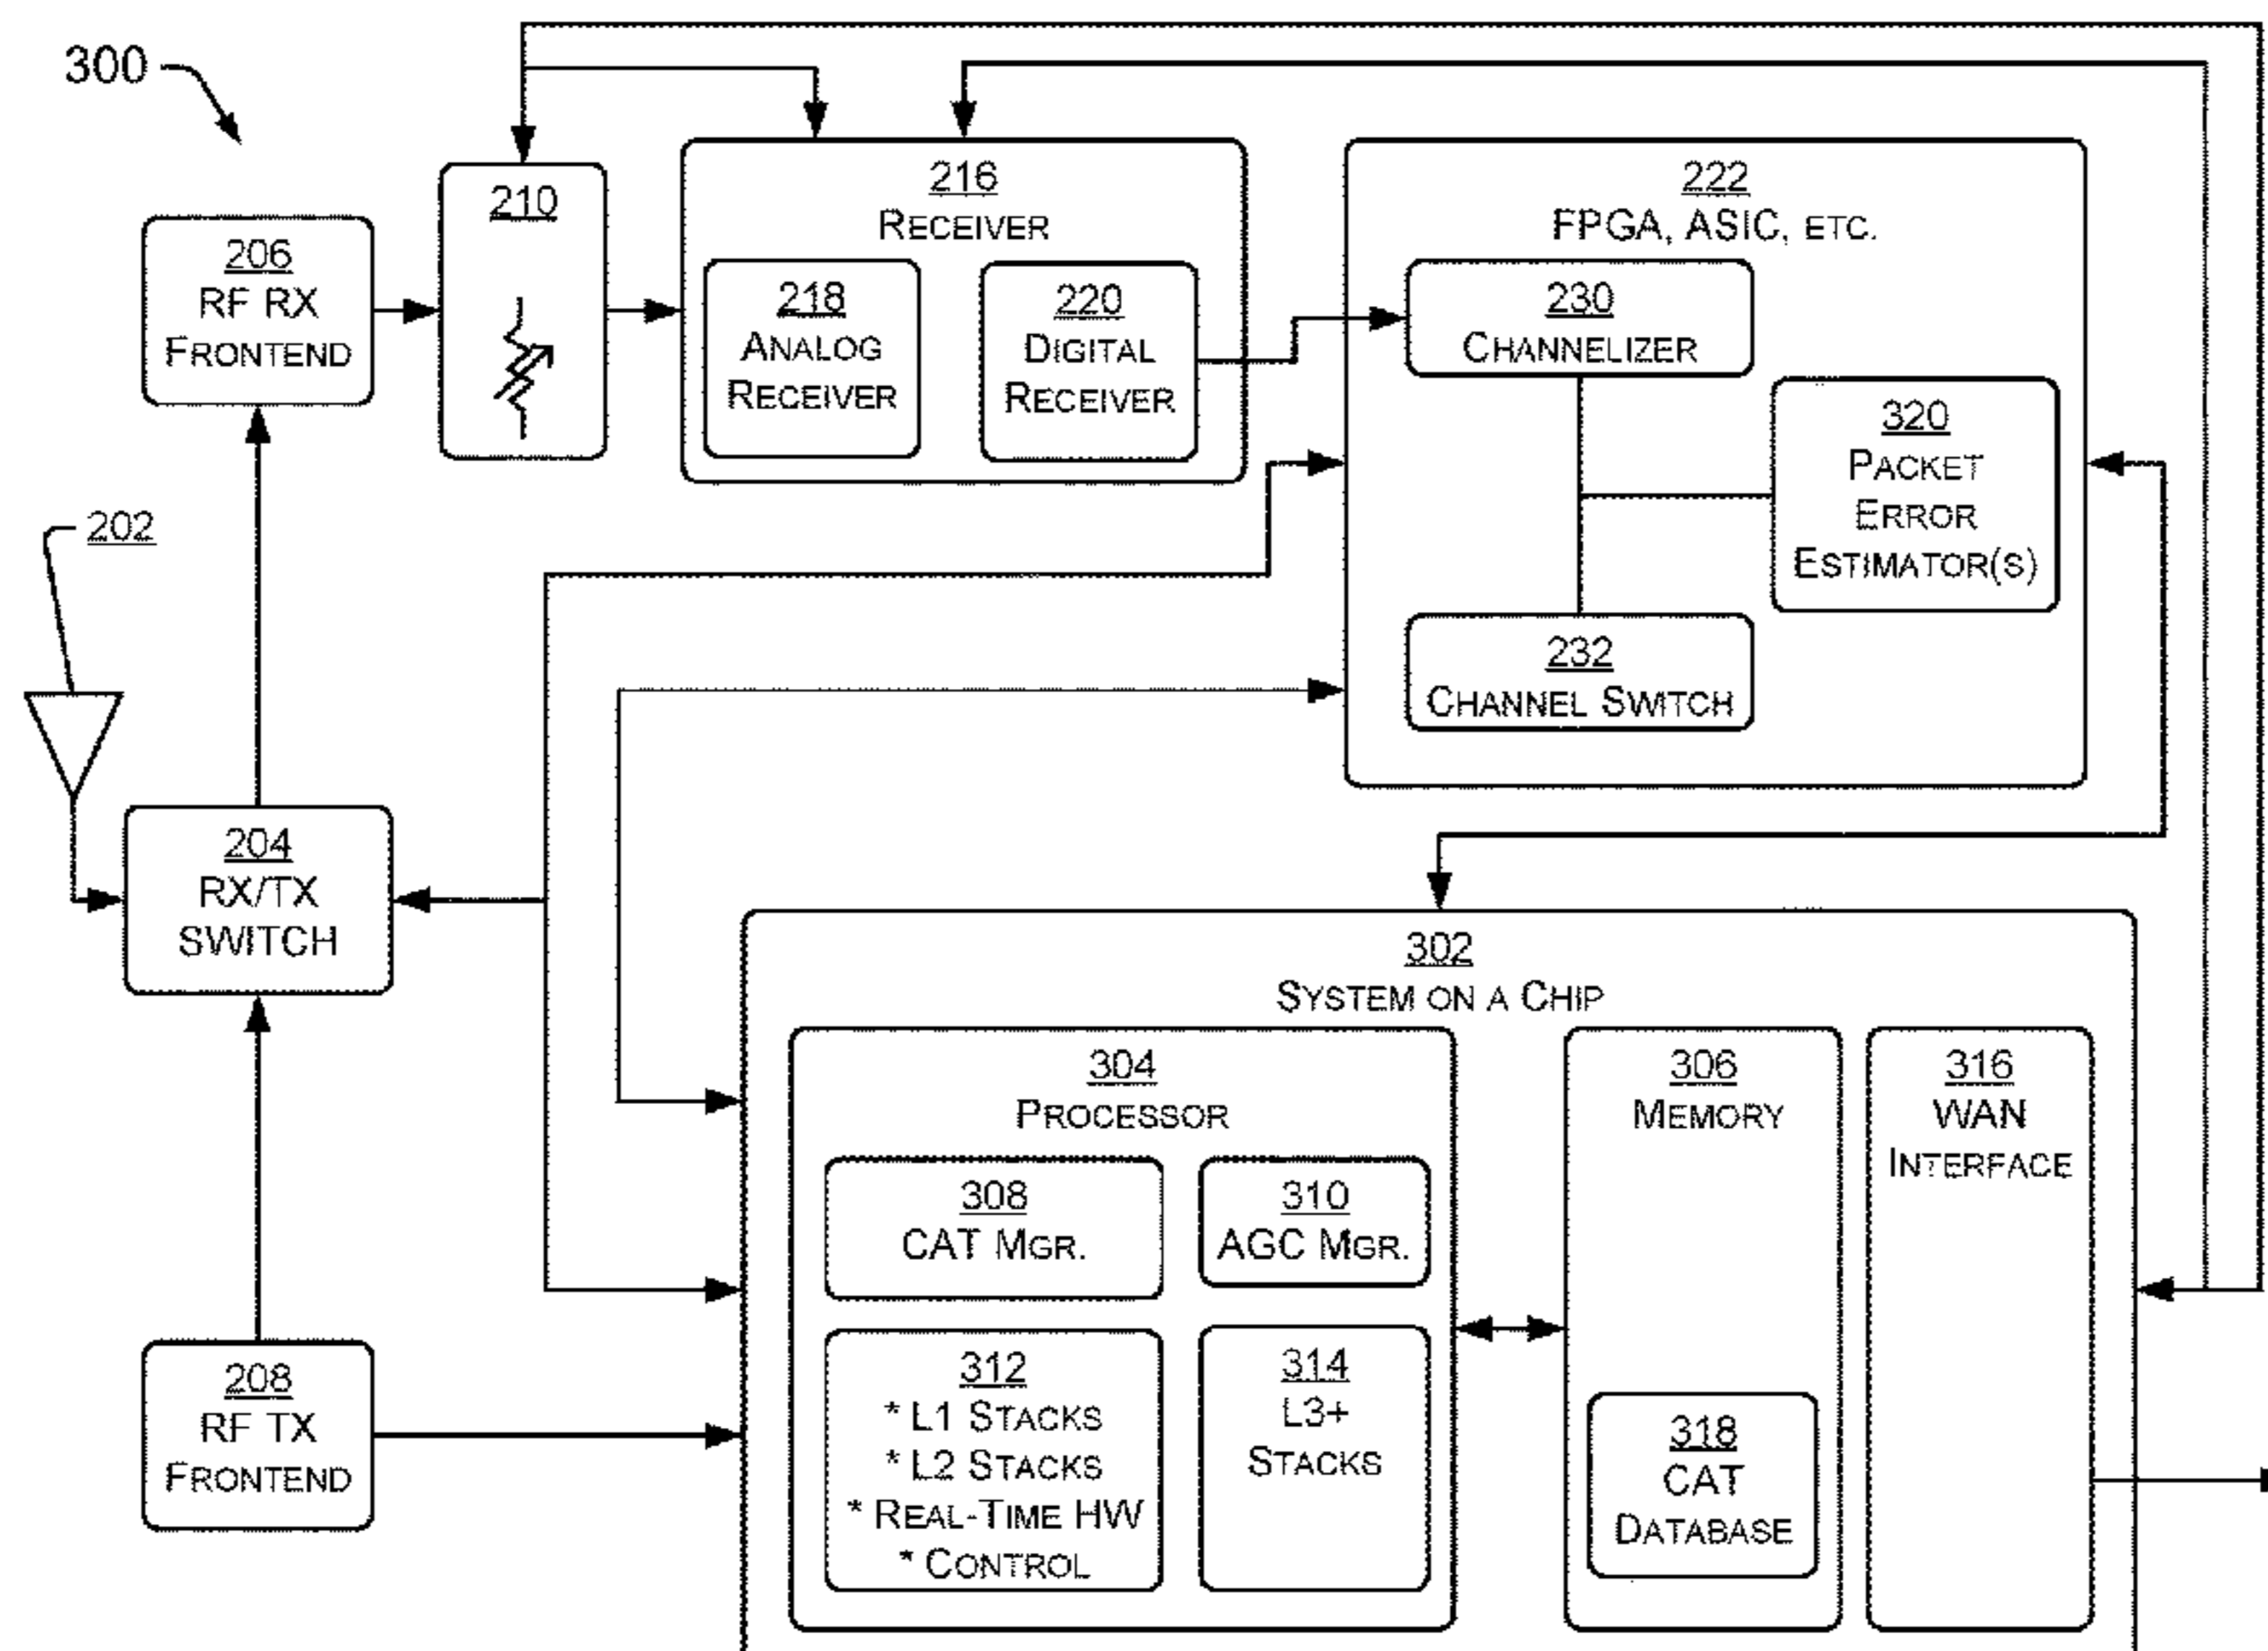 300
210
216
RECEIVER
222
FPGA, ASIC, ETC.
206
RF RX
FRONTEND
218
ANALOG
RECEIVER
220
DIGITAL
RECEIVER
230
CHANNELIZER
320
PACKET
ERROR
ESTIMATOR(S)
202
232
CHANNEL SWITCH
204
RX/TX
SWITCH
302
SYSTEM ON A CHIP
304
PROCESSOR
306
MEMORY
316
WAN
INTERFACE
308
CAT MGR.
310
AGC MGR.
208
RF TX
FRONTEND
312
* L1 STACKS
* L2 STACKS
* REAL-TIME HW
* CONTROL
314
L3+
STACKS
318
CAT
DATABASE